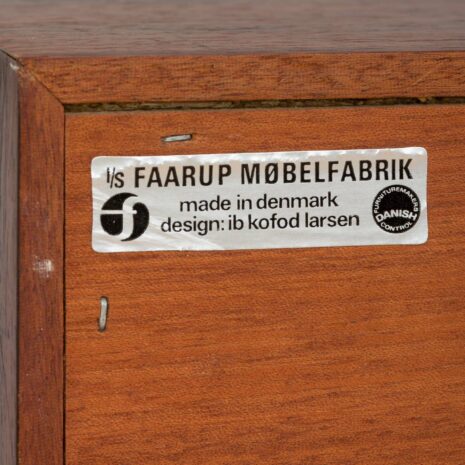 I/S FAARUP MØBELFABRIK
made in denmark
design: ib kofod larsen
FURNITUREMAKERS
DANISH
CONTROL